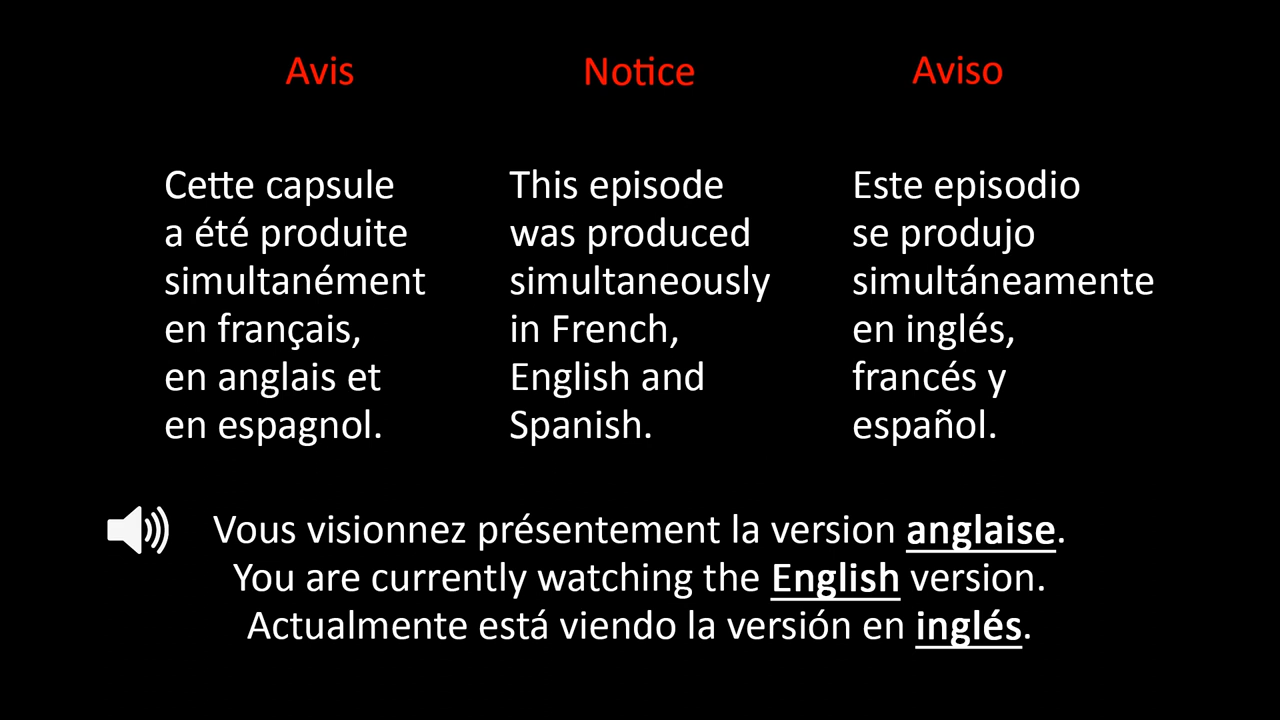 Avis
Cette capsule
a été produite
simultanément
en français,
en anglais et
en espagnol.
Notice
This episode
was produced
simultaneously
in French,
English and
Spanish.
Aviso
Este episodio
se produjo
simultáneamente
en inglés,
francés y
español.
Vous visionnez présentement la version anglaise.
You are currently watching the English version.
Actualmente está viendo la versión en inglés.